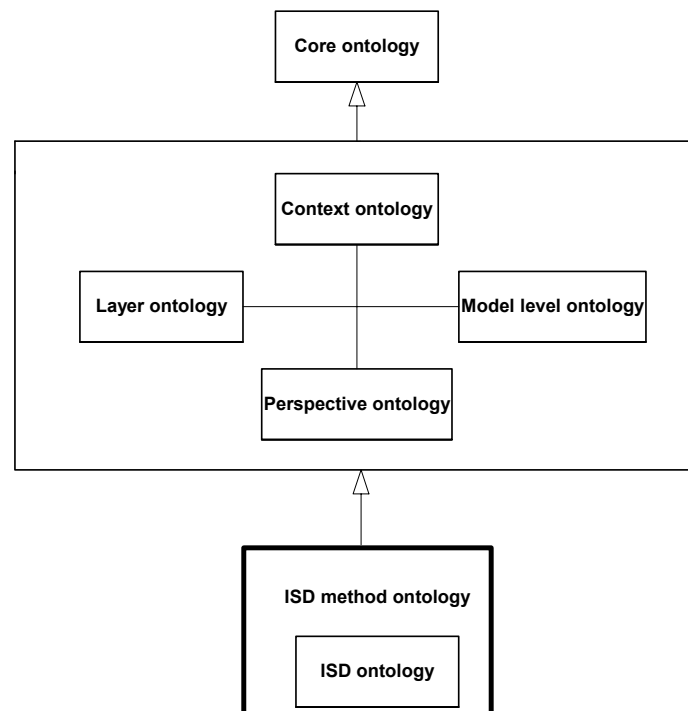 Core ontology
Context ontology
Layer ontology
Model level ontology
Perspective ontology
ISD method ontology
ISD ontology